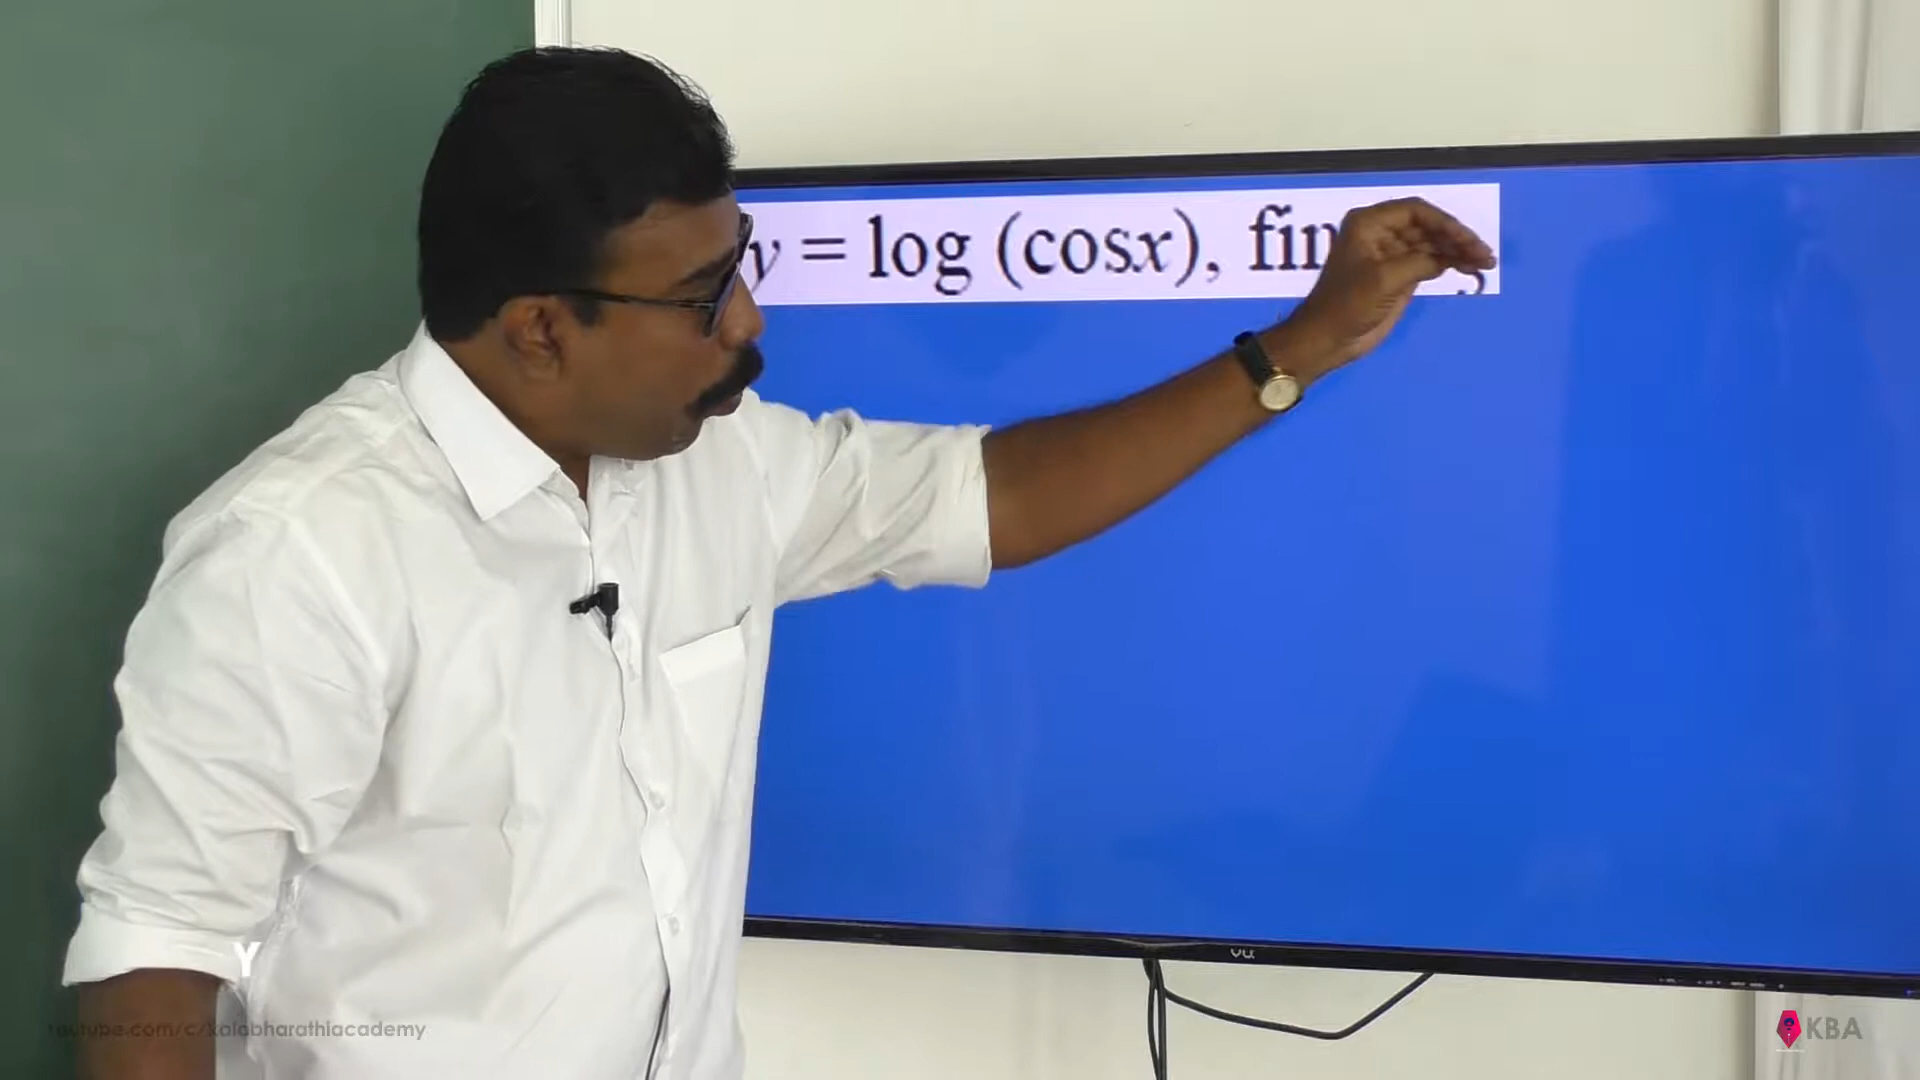 y = log (cosx), fin
vu
Y
youtube.com/c/kalabharathiacademy
KBA